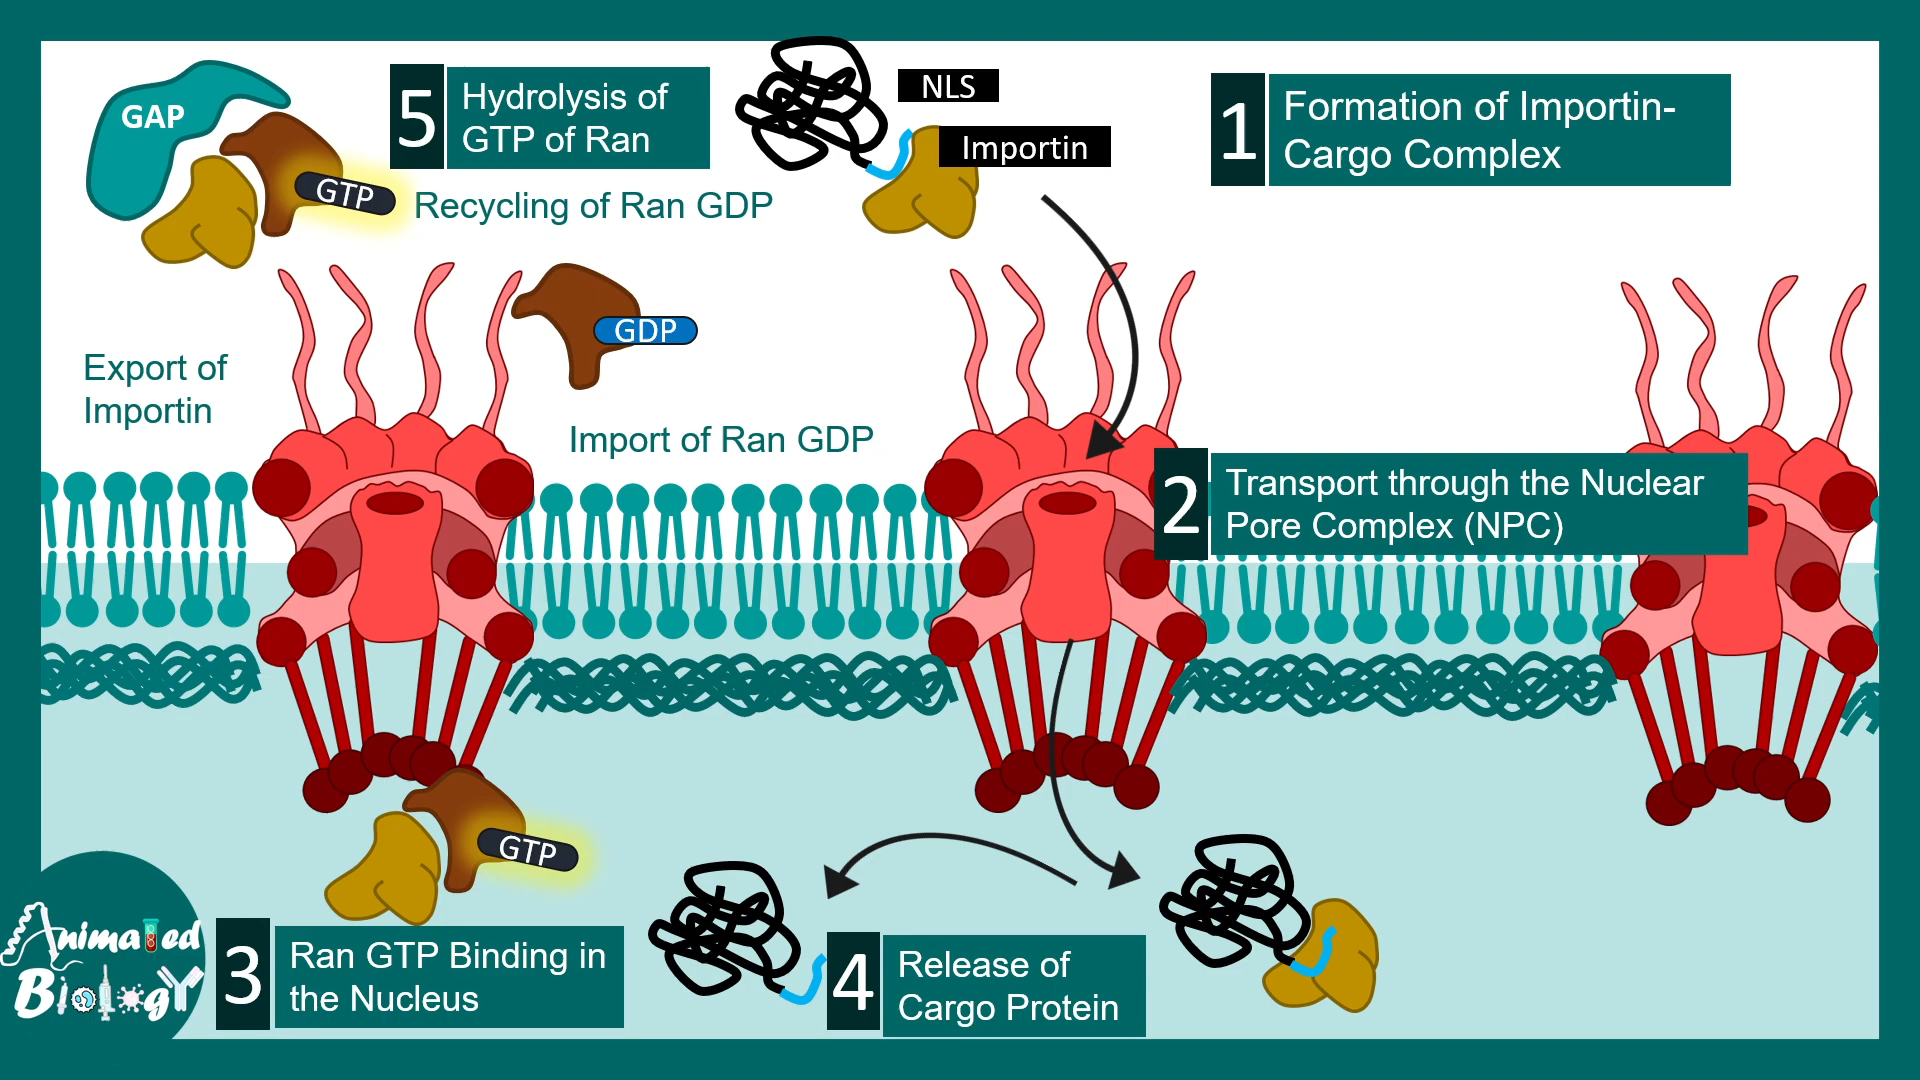 GAP
GTP
5
Hydrolysis of
GTP of Ran
Recycling of Ran GDP
NLS
Importin
1
Formation of Importin-
Cargo Complex
GDP
Export of
Importin
Import of Ran GDP
2
Transport through the Nuclear
Pore Complex (NPC)
GTP
3
Ran GTP Binding in
the Nucleus
4
Release of
Cargo Protein
Animated
Biology